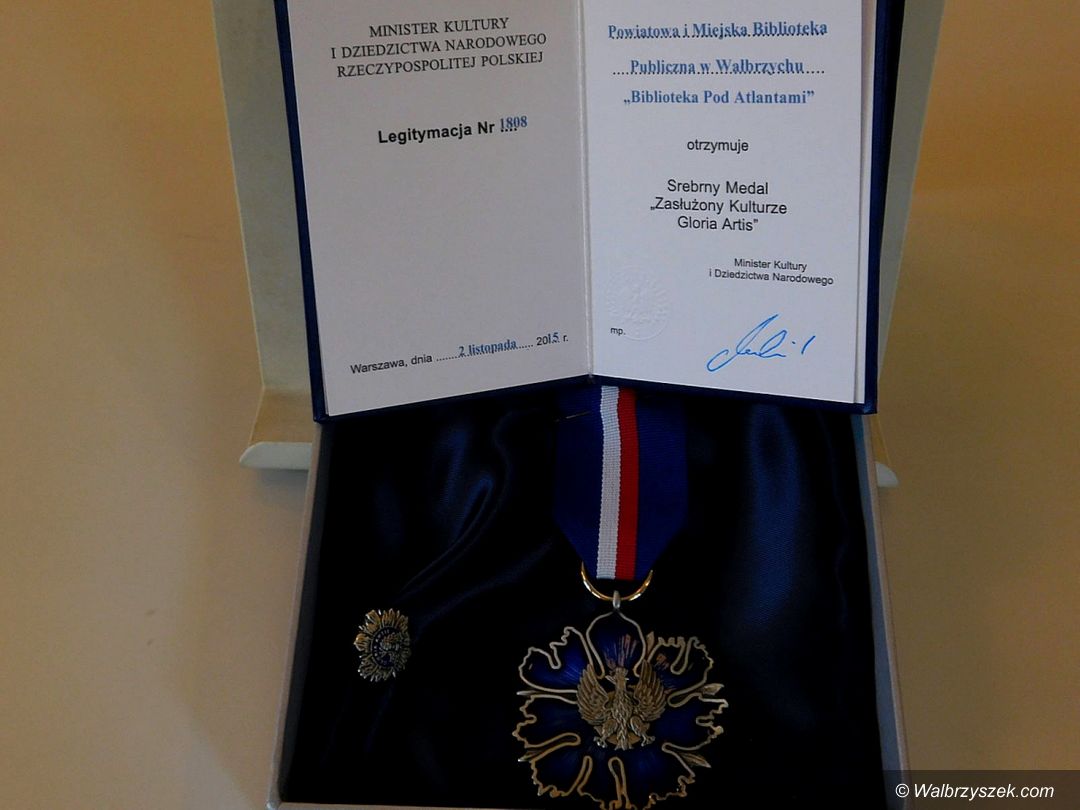 MINISTER KULTURY
I DZIEDZICTWA NARODOWEGO
RZECZYPOSPOLITEJ POLSKIEJ
Legitymacja Nr 1808
Warszawa, dnia ........2 listopada..... 2015 r.
Powiatowa i Miejska Biblioteka
Publiczna w Wałbrzychu
„Biblioteka Pod Atlantami”
otrzymuje
Srebrny Medal
„Zasłużony Kulturze
Gloria Artis”
Minister Kultury
i Dziedzictwa Narodowego
mp.
© Walbrzyszek.com